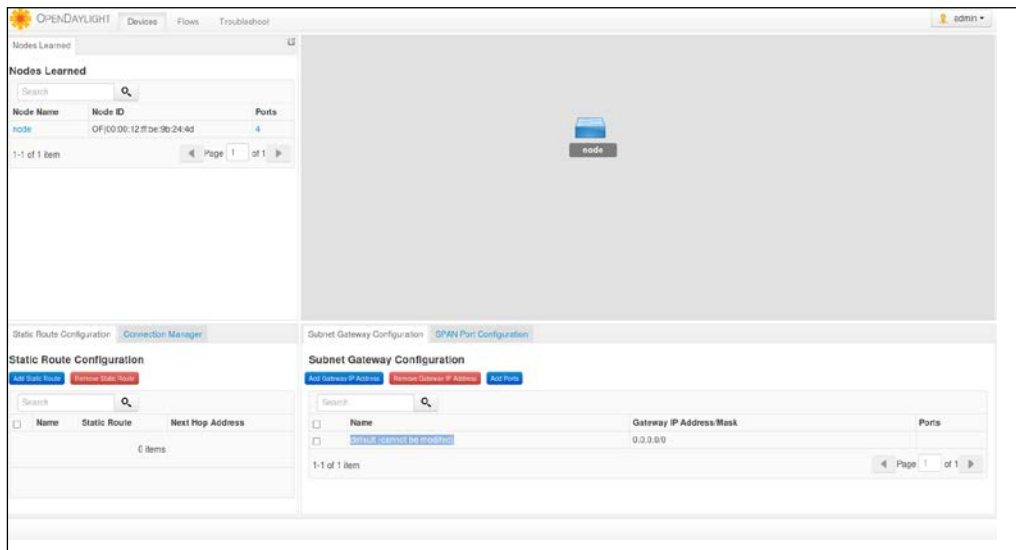 OPENDAYLIGHT Devices Flows Troubleshoot admin
Nodes Learned
Nodes Learned
Search
Node Name Node ID Ports
node OF|00:00:12:ff:be:9b:24:4d 4
1-1 of 1 item Page 1 of 1
node
Static Route Configuration Connection Manager
Static Route Configuration
Add Static Route Remove Static Route
Search
Name Static Route Next Hop Address
0 items
Subnet Gateway Configuration SPAN Port Configuration
Subnet Gateway Configuration
Add Gateway IP Address Remove Gateway IP Address Add Ports
Search
Name Gateway IP Address/Mask Ports
default (cannot be modifed) 0.0.0.0/0
1-1 of 1 item Page 1 of 1